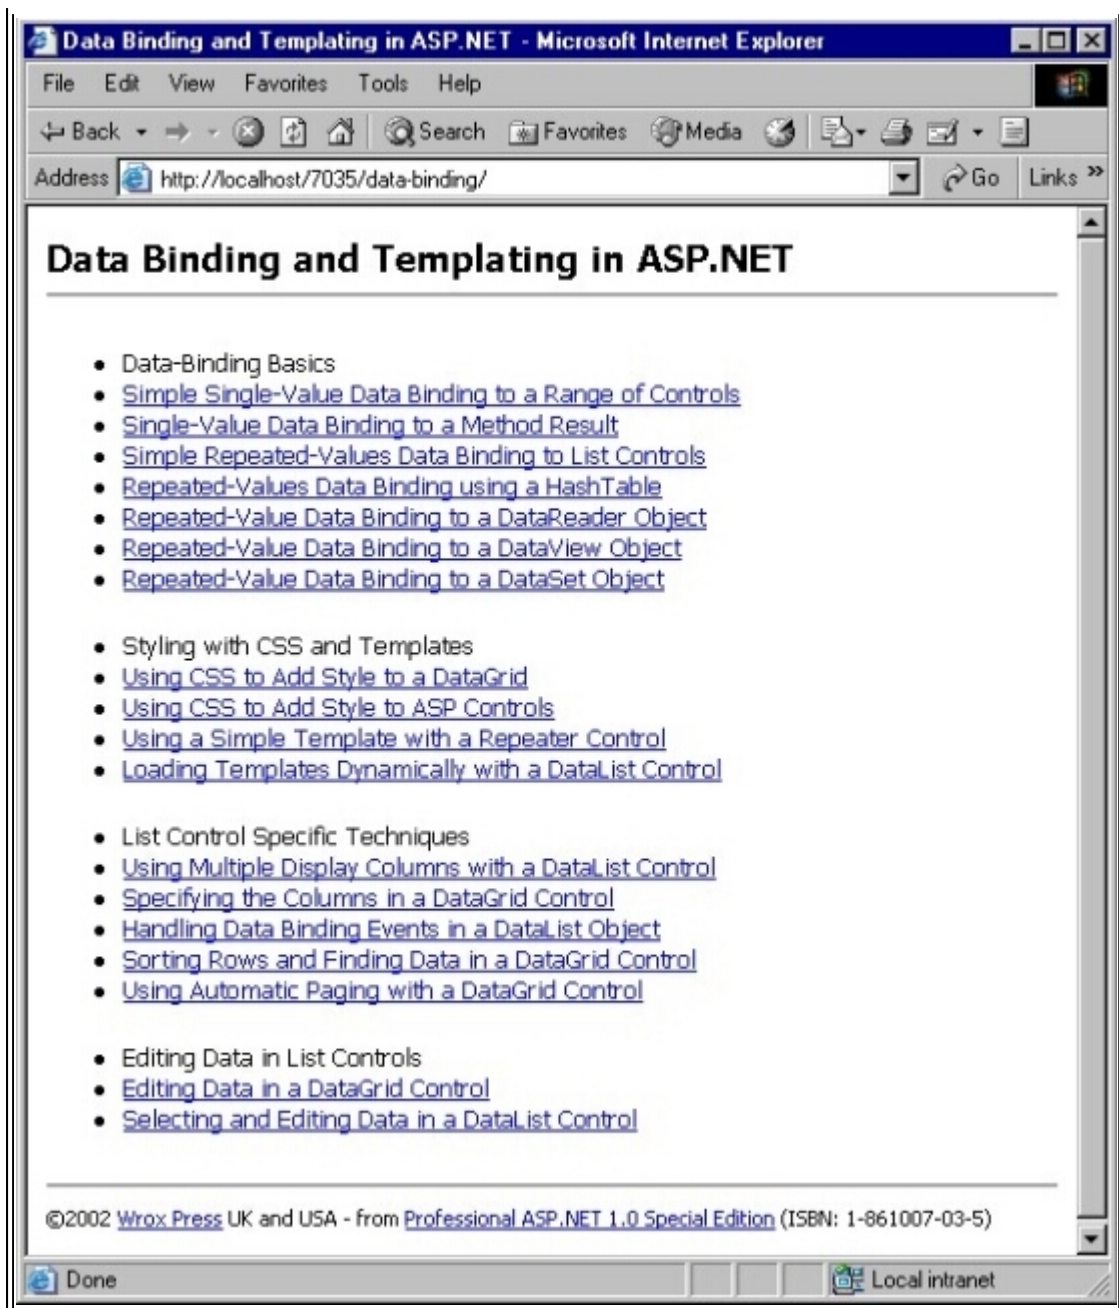 Data Binding and Templating in ASP.NET - Microsoft Internet Explorer
File Edit View Favorites Tools Help
Back Search Favorites Media
Address http://localhost/7035/data-binding/ Go Links »
Data Binding and Templating in ASP.NET
• Data-Binding Basics
• Simple Single-Value Data Binding to a Range of Controls
• Single-Value Data Binding to a Method Result
• Simple Repeated-Values Data Binding to List Controls
• Repeated-Values Data Binding using a HashTable
• Repeated-Value Data Binding to a DataReader Object
• Repeated-Value Data Binding to a DataView Object
• Repeated-Value Data Binding to a DataSet Object
• Styling with CSS and Templates
• Using CSS to Add Style to a DataGrid
• Using CSS to Add Style to ASP Controls
• Using a Simple Template with a Repeater Control
• Loading Templates Dynamically with a DataList Control
• List Control Specific Techniques
• Using Multiple Display Columns with a DataList Control
• Specifying the Columns in a DataGrid Control
• Handling Data Binding Events in a DataList Object
• Sorting Rows and Finding Data in a DataGrid Control
• Using Automatic Paging with a DataGrid Control
• Editing Data in List Controls
• Editing Data in a DataGrid Control
• Selecting and Editing Data in a DataList Control
©2002 Wrox Press UK and USA - from Professional ASP.NET 1.0 Special Edition (ISBN: 1-861007-03-5)
Done Local intranet